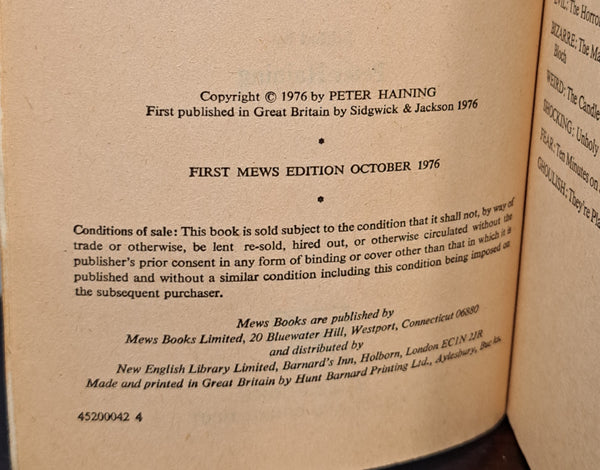 Copyright © 1976 by PETER HAINING
First published in Great Britain by Sidgwick & Jackson 1976
*
FIRST MEWS EDITION OCTOBER 1976
*
Conditions of sale: This book is sold subject to the condition that it shall not, by way of
trade or otherwise, be lent re-sold, hired out, or otherwise circulated without the
publisher's prior consent in any form of binding or cover other than that in which it is
published and without a similar condition including this condition being imposed on
the subsequent purchaser.
Mews Books are published by
Mews Books Limited, 20 Bluewater Hill, Westport, Connecticut 06880
and distributed by
New English Library Limited, Barnard's Inn, Holborn, London EC1N 2JR
Made and printed in Great Britain by Hunt Barnard Printing Ltd., Aylesbury, Bucks.
45200042 4
EVIL: The Horro
BIZARRE: The Ma
Bloch
WEIRD: The Candle
SHOCKING: Unholy
FEAR: Ten Minutes on
GHOULISH: They're Pla